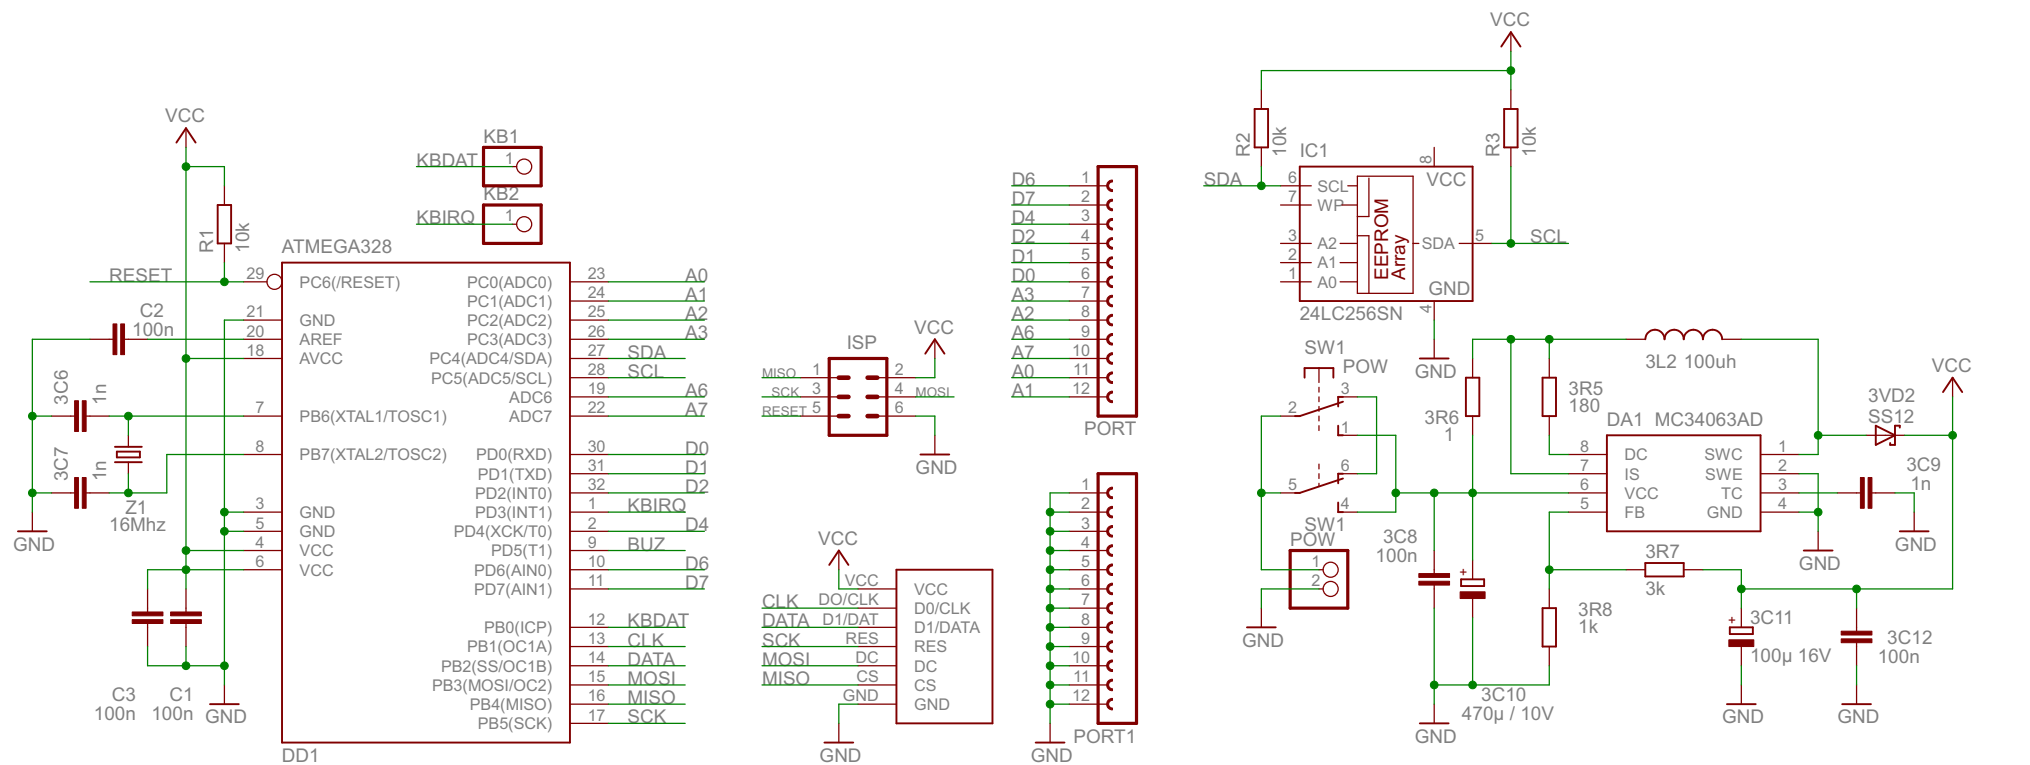 VCC
R1
10k
RESET
C2
100n
3C6
1n
3C7
1n
Z1
16Mhz
GND
C3
100n
C1
100n
GND
ATMEGA328
29 PC6(/RESET)
21 GND
20 AREF
18 AVCC
7 PB6(XTAL1/TOSC1)
8 PB7(XTAL2/TOSC2)
3 GND
5 GND
4 VCC
6 VCC
PC0(ADC0) 23 A0
PC1(ADC1) 24 A1
PC2(ADC2) 25 A2
PC3(ADC3) 26 A3
PC4(ADC4/SDA) 27 SDA
PC5(ADC5/SCL) 28 SCL
ADC6 19 A6
ADC7 22 A7
PD0(RXD) 30 D0
PD1(TXD) 31 D1
PD2(INT0) 32 D2
PD3(INT1) 1 KBIRQ
PD4(XCK/T0) 2 D4
PD5(T1) 9 BUZ
PD6(AIN0) 10 D6
PD7(AIN1) 11 D7
PB0(ICP) 12 KBDAT
PB1(OC1A) 13 CLK
PB2(SS/OC1B) 14 DATA
PB3(MOSI/OC2) 15 MOSI
PB4(MISO) 16 MISO
PB5(SCK) 17 SCK
DD1
KB1
KBDAT 1
KB2
KBIRQ 1
ISP
VCC
MISO 1 2
SCK 3 4 MOSI
RESET 5 6
GND
VCC
VCC VCC
CLK DO/CLK D0/CLK
DATA D1/DAT D1/DATA
SCK RES RES
MOSI DC DC
MISO CS CS
GND GND
GND
D6 1
D7 2
D4 3
D2 4
D1 5
D0 6
A3 7
A2 8
A6 9
A7 10
A0 11
A1 12
PORT
1
2
3
4
5
6
7
8
9
10
11
12
PORT1
GND
VCC
R2
10k
R3
10k
IC1
SDA 6 SCL
7 WP
3 A2
2 A1
1 A0
EEPROM
Array
8
VCC
SDA 5 SCL
GND
4
24LC256SN
GND
SW1
POW
3
2
1
6
5
4
SW1
POW
1
2
GND
3R6
1
3R5
180
3L2 100uh
DA1 MC34063AD
8 DC
7 IS
6 VCC
5 FB
SWC 1
SWE 2
TC 3
GND 4
3VD2
SS12
VCC
3C9
1n
GND
GND
3C8
100n
+
3C10
470µ / 10V
GND
3R7
3k
3R8
1k
+
3C11
100µ 16V
GND
3C12
100n
GND